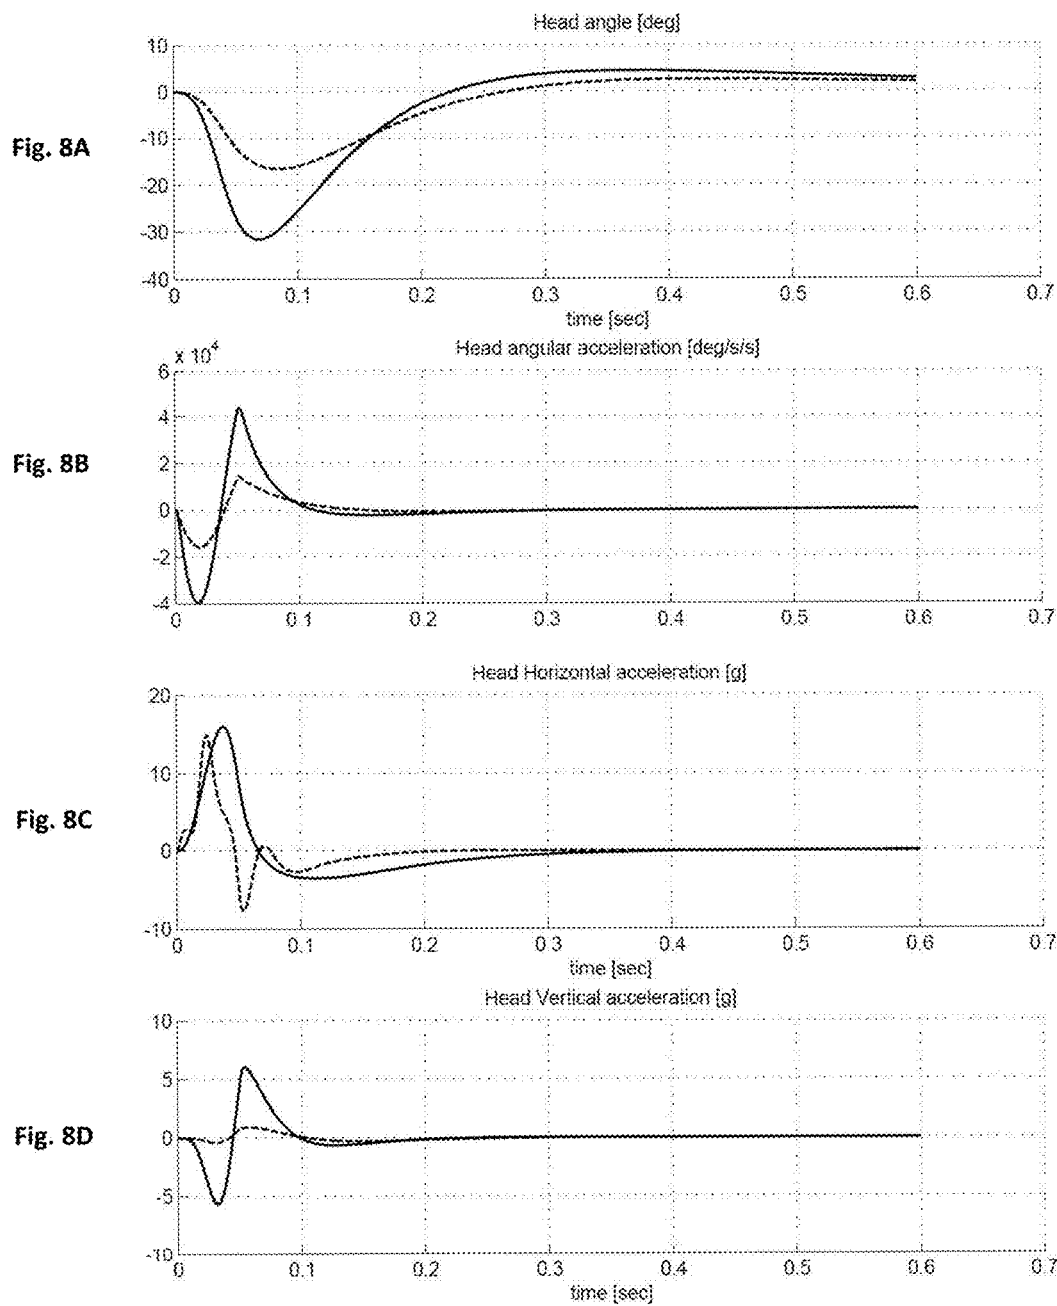 Head angle [deg]
10
0
-10
-20
-30
-40
Fig. 8A
0 0.1 0.2 0.3 0.4 0.5 0.6 0.7
time [sec]
x 10^4
Head angular acceleration [deg/s/s]
6
4
2
0
-2
-4
Fig. 8B
0 0.1 0.2 0.3 0.4 0.5 0.6 0.7
Head Horizontal acceleration [g]
20
10
0
-10
Fig. 8C
0 0.1 0.2 0.3 0.4 0.5 0.6 0.7
time [sec]
Head Vertical acceleration [g]
10
5
0
-5
-10
Fig. 8D
0 0.1 0.2 0.3 0.4 0.5 0.6 0.7
time [sec]